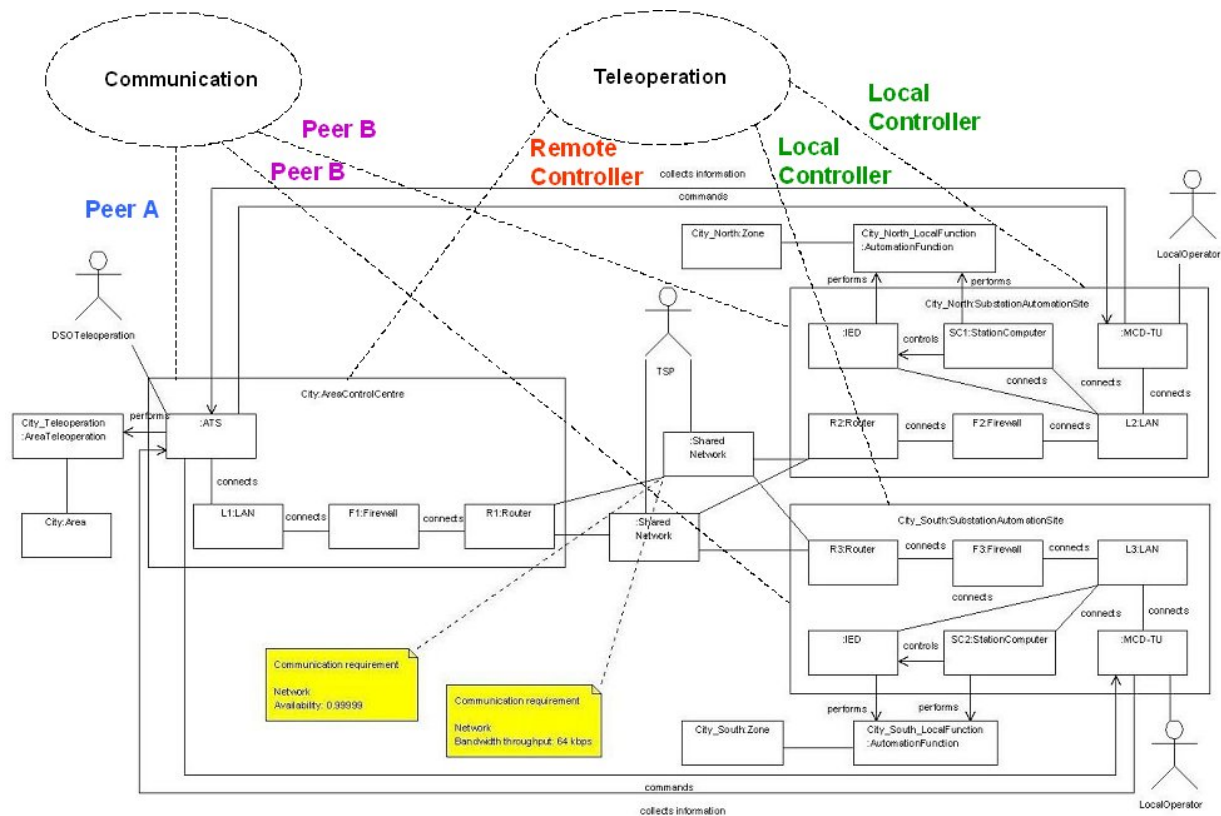 Communication
Teleoperation
Local
Controller
Peer B
Peer B
Remote
Controller
Local
Controller
Peer A
collects information
commands
City_North:Zone
City_North_LocalFunction
:AutomationFunction
LocalOperator
DSOTeleoperation
performs
performs
TSP
City_North:SubstationAutomationSite
:IED
controls
SC1:StationComputer
:MCD-TU
connects
connects
connects
City:AreaControlCentre
City_Teleoperation
:AreaTeleoperation
performs
:ATS
R2:Router
connects
F2:Firewall
connects
L2:LAN
:Shared
Network
connects
City:Area
L1:LAN
connects
F1:Firewall
connects
R1:Router
:Shared
Network
City_South:SubstationAutomationSite
R3:Router
connects
F3:Firewall
connects
L3:LAN
connects
connects
connects
:IED
controls
SC2:StationComputer
:MCD-TU
Communication requirement
Network
Availability: 0.99999
Communication requirement
Network
Bandwidth throughput: 64 kbps
performs
performs
City_South:Zone
City_South_LocalFunction
:AutomationFunction
LocalOperator
commands
collects information